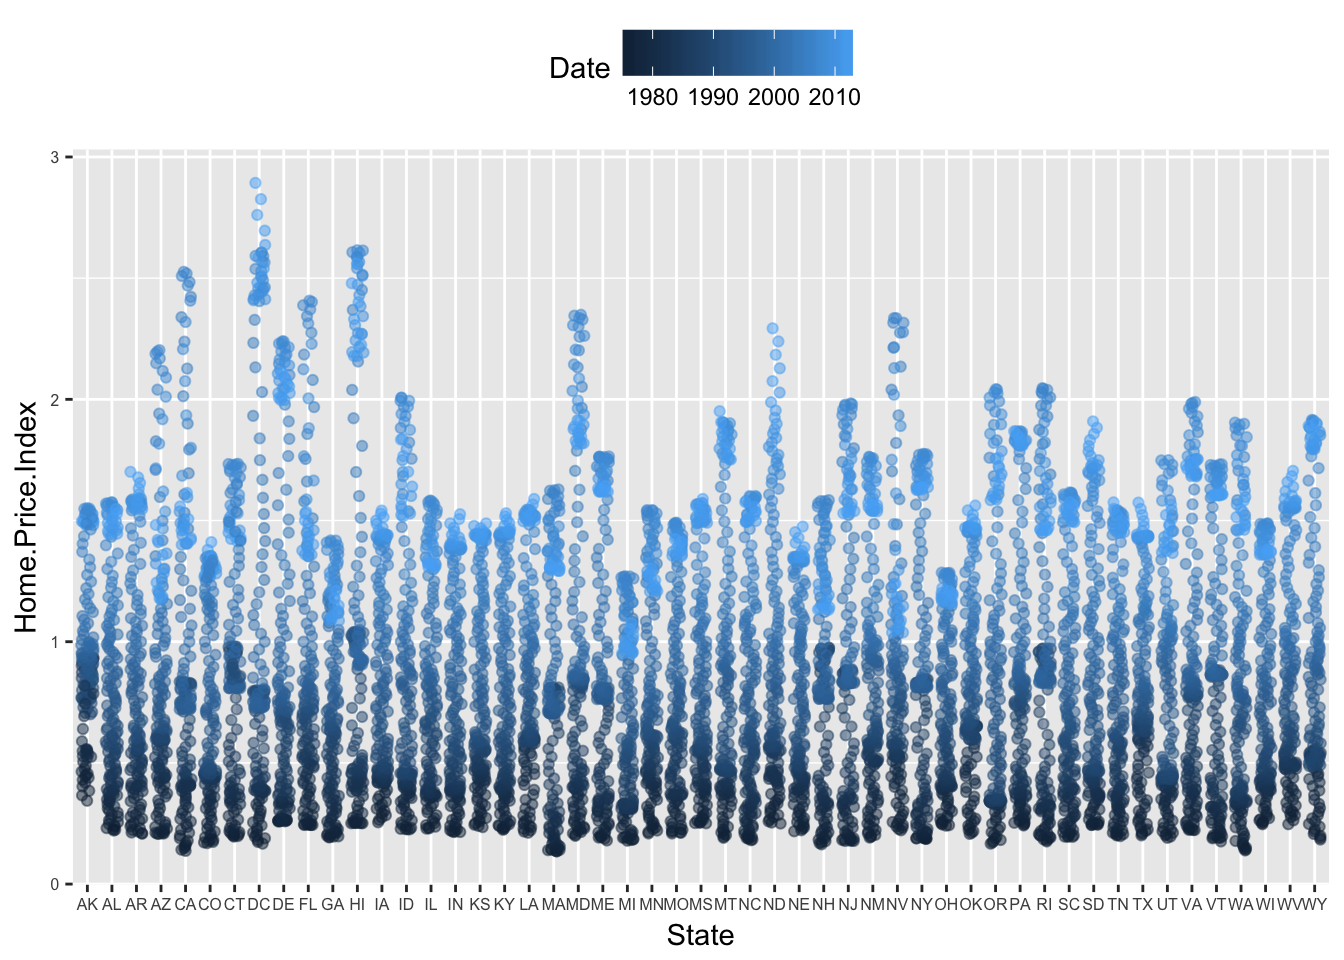 Date
1980 1990 2000 2010
Home.Price.Index
3
2
1
0
AK AL AR AZ CA CO CT DC DE FL GA HI IA ID IL IN KS KY LA MA MD ME MI MN MO MS MT NC ND NE NH NJ NM NV NY OH OK OR PA RI SC SD TN TX UT VA VT WA WI WV WY
State